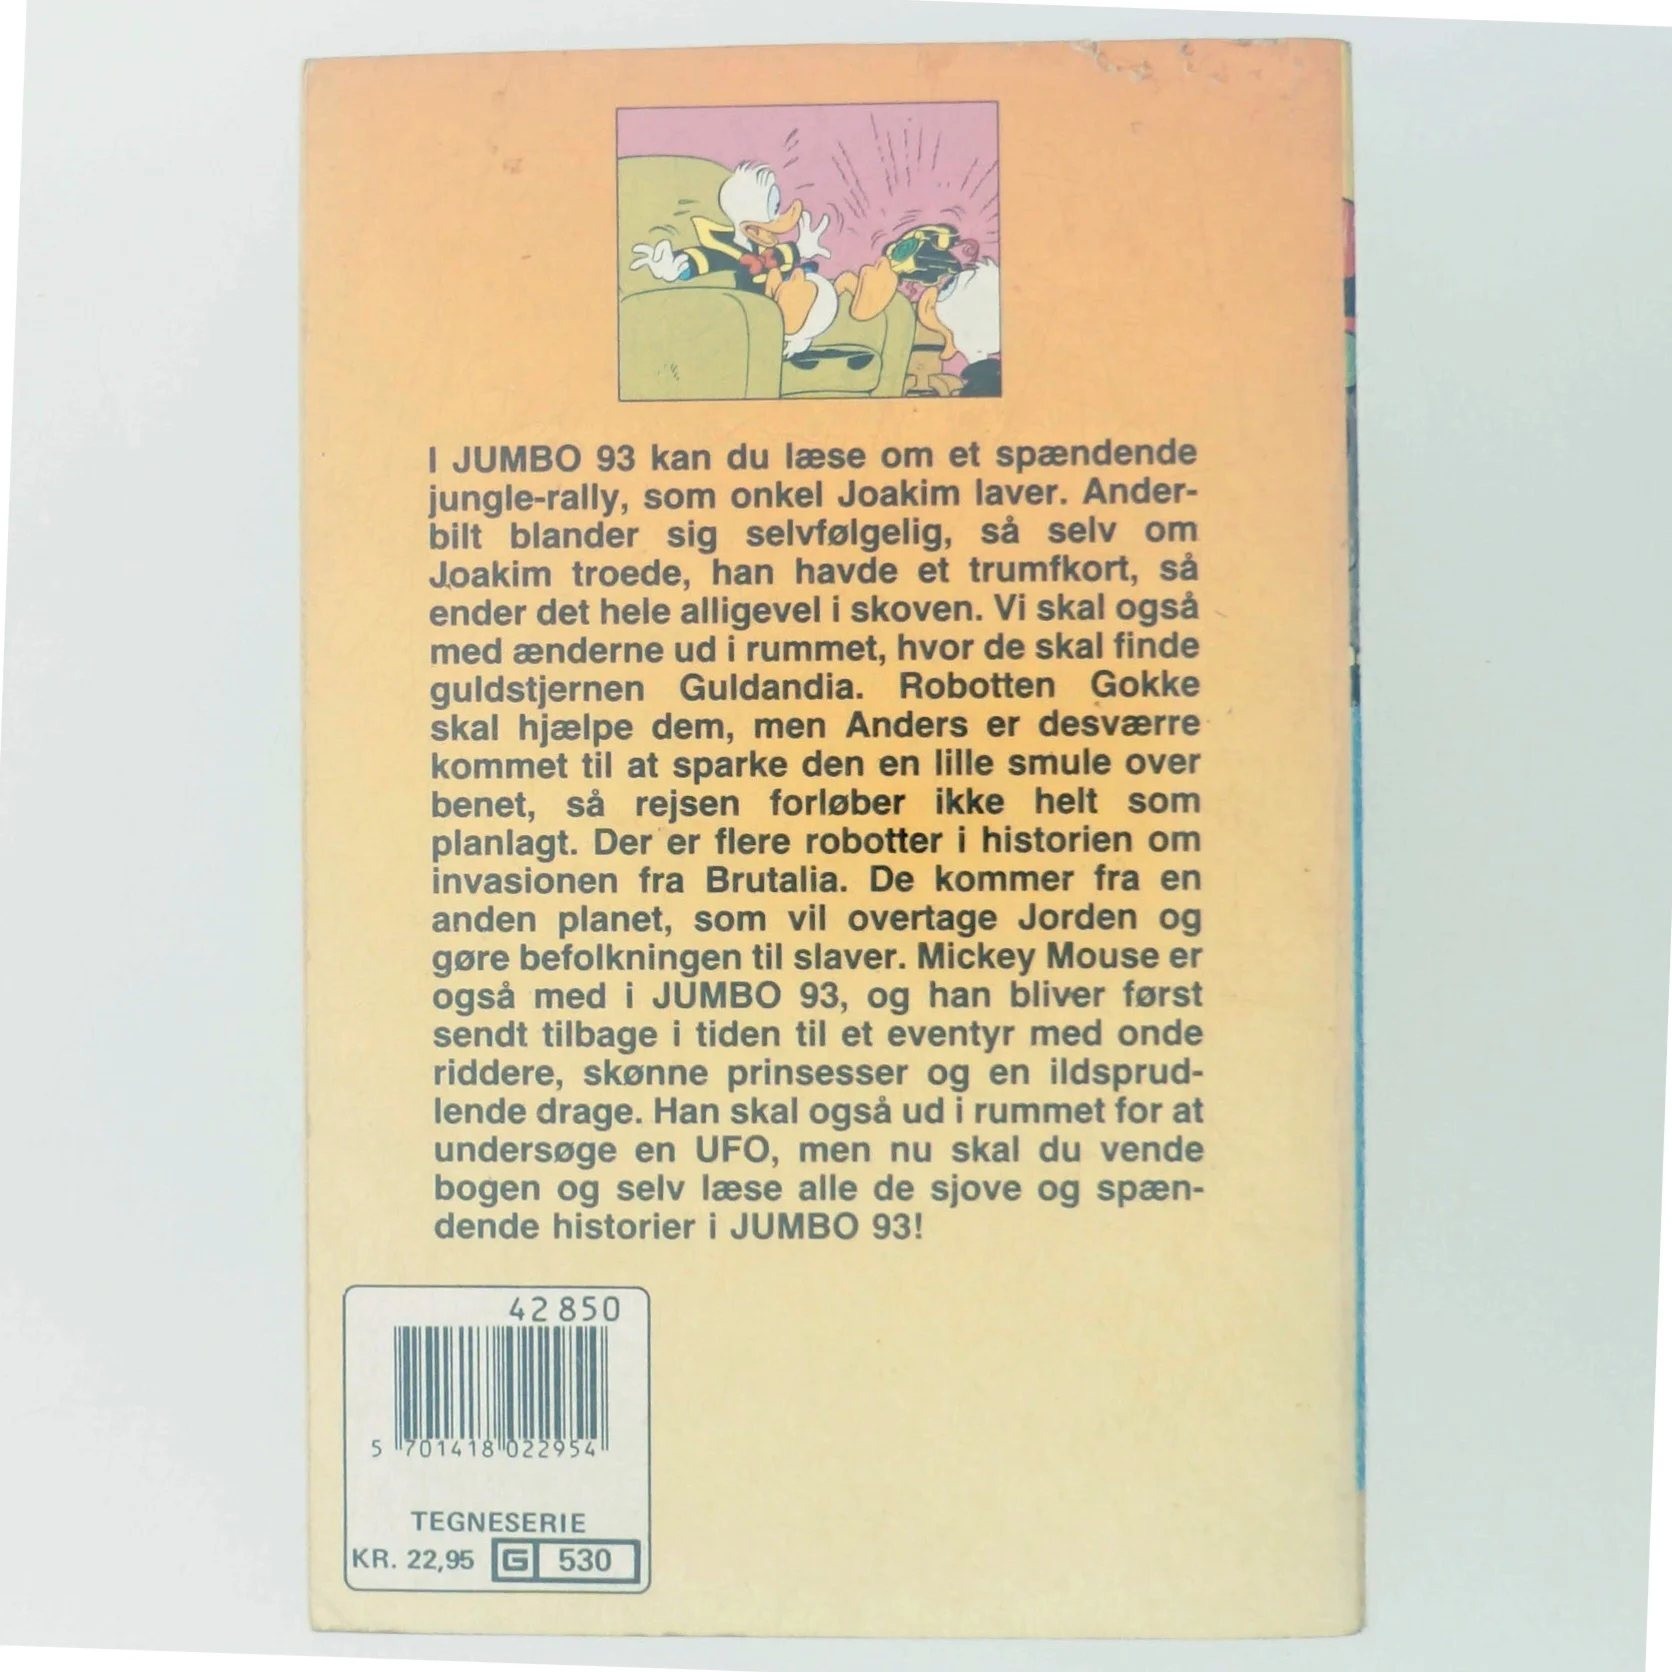 I JUMBO 93 kan du læse om et spændende
jungle-rally, som onkel Joakim laver. Ander-
bilt blander sig selvfølgelig, så selv om
Joakim troede, han havde et trumfkort, så
ender det hele alligevel i skoven. Vi skal også
med ænderne ud i rummet, hvor de skal finde
guldstjernen Guldandia. Robotten Gokke
skal hjælpe dem, men Anders er desværre
kommet til at sparke den en lille smule over
benet, så rejsen forløber ikke helt som
planlagt. Der er flere robotter i historien om
invasionen fra Brutalia. De kommer fra en
anden planet, som vil overtage Jorden og
gøre befolkningen til slaver. Mickey Mouse er
også med i JUMBO 93, og han bliver først
sendt tilbage i tiden til et eventyr med onde
riddere, skønne prinsesser og en ildsprud-
lende drage. Han skal også ud i rummet for at
undersøge en UFO, men nu skal du vende
bogen og selv læse alle de sjove og spæn-
dende historier i JUMBO 93!
42 850
5 701418 022954
TEGNESERIE
KR. 22,95 G 530